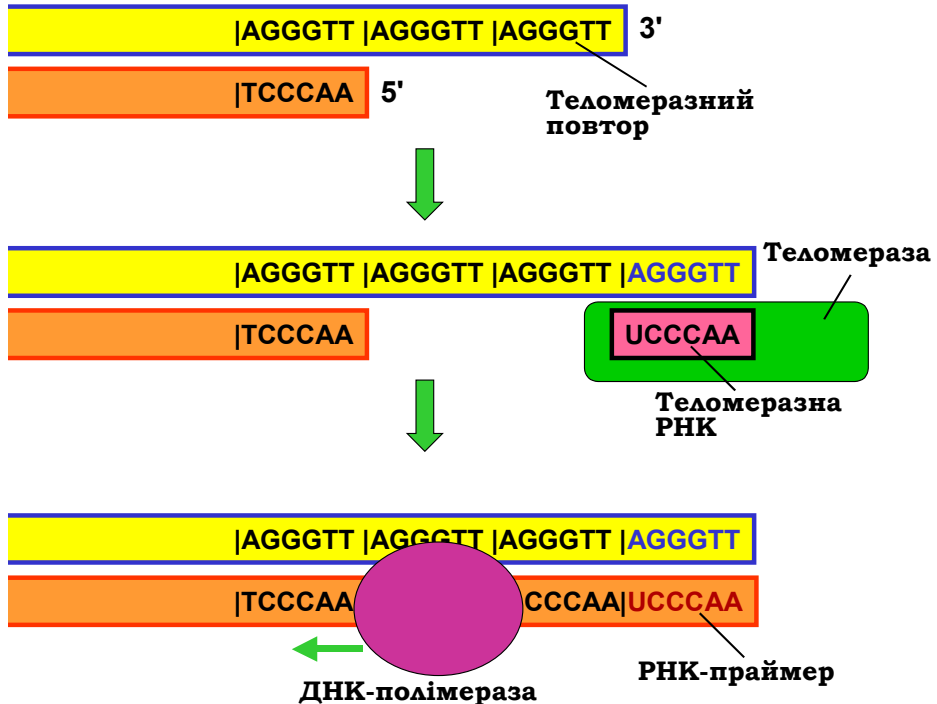 |AGGGTT |AGGGTT |AGGGTT 3'
|TCCCAA 5'
Теломеразний
повтор
|AGGGTT |AGGGTT |AGGGTT |AGGGTT
Теломераза
|TCCCAA
UCCCAA
Теломеразна
РНК
|AGGGTT |AGGGTT |AGGGTT |AGGGTT
|TCCCAA CCCAA|UCCCAA
РНК-праймер
ДНК-полімераза